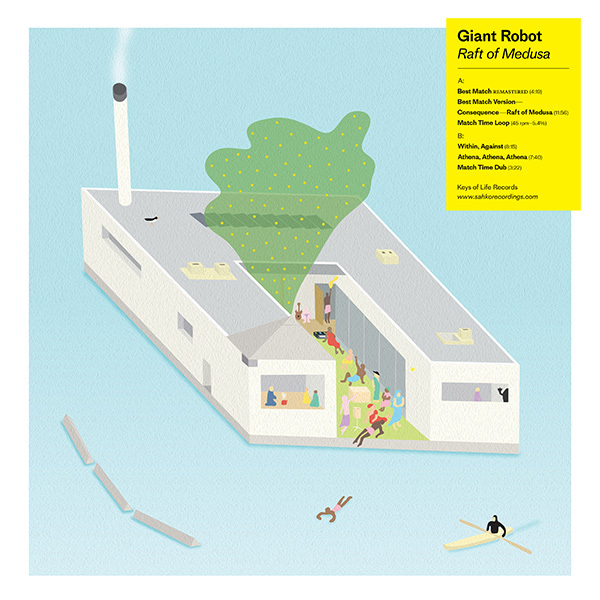 Giant Robot
Raft of Medusa
A:
Best Match REMASTERED (4:10)
Best Match Version—
Consequence—Raft of Medusa (11:56)
Match Time Loop (45 rpm -5.4%)
B:
Within, Against (8:15)
Athena, Athena, Athena (7:40)
Match Time Dub (3:22)
Keys of Life Records
www.sahkorecordings.com